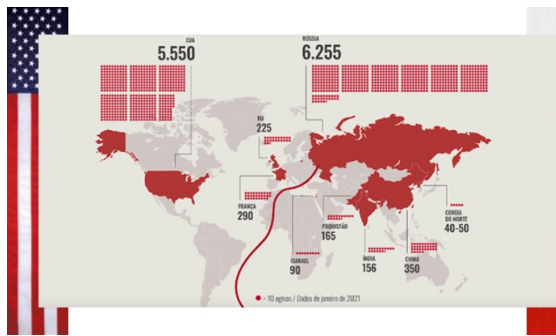 EUA
5.550
RÚSSIA
6.255
RU
225
FRANÇA
290
ISRAEL
90
PAQUISTÃO
165
ÍNDIA
156
CHINA
350
COREIA
DO NORTE
40-50
= 10 ogivas / Dados de janeiro de 2021